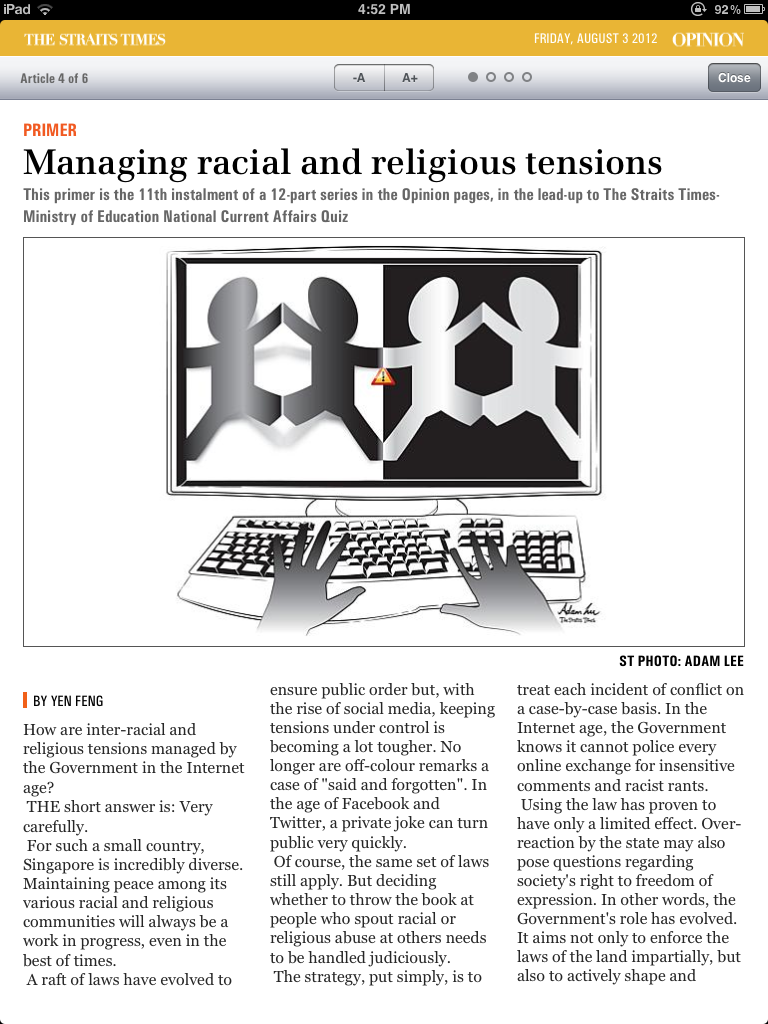 iPad
4:52 PM
92%
THE STRAITS TIMES
FRIDAY, AUGUST 3 2012 OPINION
Article 4 of 6
-A
A+
Close
PRIMER
Managing racial and religious tensions
This primer is the 11th instalment of a 12-part series in the Opinion pages, in the lead-up to The Straits Times-
Ministry of Education National Current Affairs Quiz
Adam Lee
The Straits Times
ST PHOTO: ADAM LEE
BY YEN FENG
How are inter-racial and
religious tensions managed by
the Government in the Internet
age?
THE short answer is: Very
carefully.
For such a small country,
Singapore is incredibly diverse.
Maintaining peace among its
various racial and religious
communities will always be a
work in progress, even in the
best of times.
A raft of laws have evolved to
ensure public order but, with
the rise of social media, keeping
tensions under control is
becoming a lot tougher. No
longer are off-colour remarks a
case of "said and forgotten". In
the age of Facebook and
Twitter, a private joke can turn
public very quickly.
Of course, the same set of laws
still apply. But deciding
whether to throw the book at
people who spout racial or
religious abuse at others needs
to be handled judiciously.
The strategy, put simply, is to
treat each incident of conflict on
a case-by-case basis. In the
Internet age, the Government
knows it cannot police every
online exchange for insensitive
comments and racist rants.
Using the law has proven to
have only a limited effect. Over-
reaction by the state may also
pose questions regarding
society's right to freedom of
expression. In other words, the
Government's role has evolved.
It aims not only to enforce the
laws of the land impartially, but
also to actively shape and